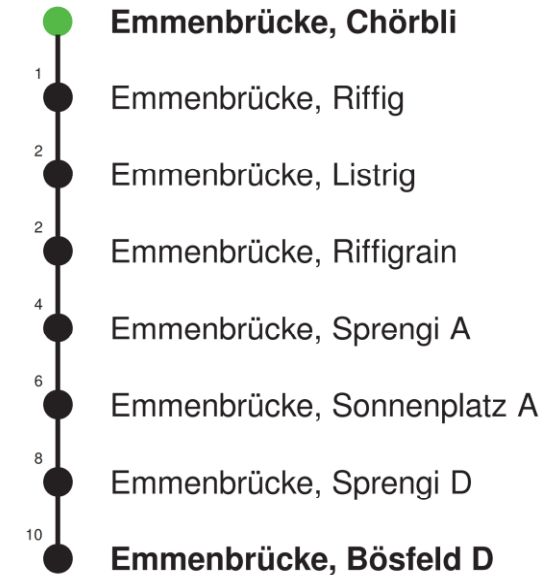 Emmenbrücke, Chörbli
1
Emmenbrücke, Riffig
2
Emmenbrücke, Listrig
2
Emmenbrücke, Riffigrain
4
Emmenbrücke, Sprengi A
6
Emmenbrücke, Sonnenplatz A
8
Emmenbrücke, Sprengi D
10
Emmenbrücke, Bösfeld D